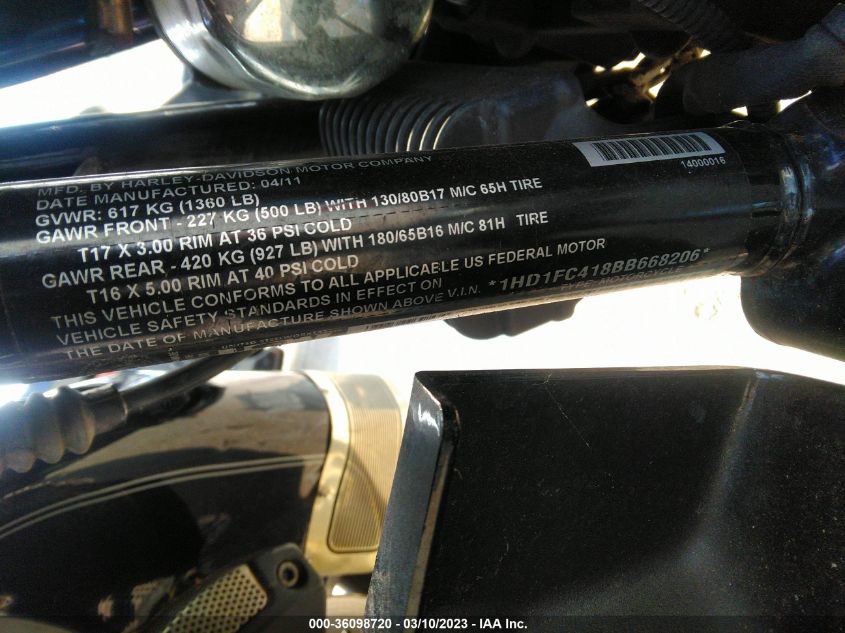 MFD. BY HARLEY-DAVIDSON MOTOR COMPANY
DATE MANUFACTURED: 04/11
GVWR: 617 KG (1360 LB)
GAWR FRONT - 227 KG (500 LB) WITH 130/80B17 M/C 65H TIRE
T17 X 3.00 RIM AT 36 PSI COLD
GAWR REAR - 420 KG (927 LB) WITH 180/65B16 M/C 81H TIRE
T16 X 5.00 RIM AT 40 PSI COLD
THIS VEHICLE CONFORMS TO ALL APPLICABLE US FEDERAL MOTOR
VEHICLE SAFETY STANDARDS IN EFFECT ON
THE DATE OF MANUFACTURE SHOWN ABOVE V.I.N.
*1HD1FC418BB668206*
TYPE: MOTORCYCLE
14000016
000-36098720 — 03/10/2023 — IAA Inc.